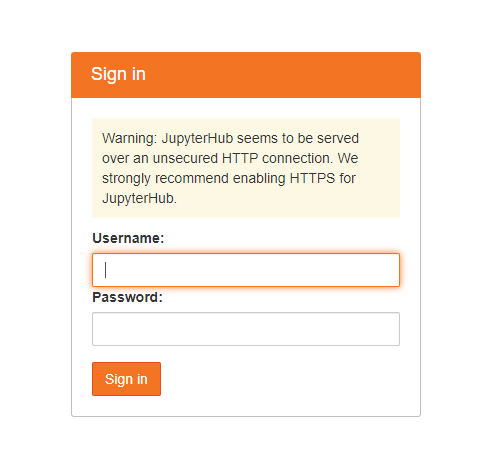 Sign in
Warning: JupyterHub seems to be served
over an unsecured HTTP connection. We
strongly recommend enabling HTTPS for
JupyterHub.
Username:
Password:
Sign in